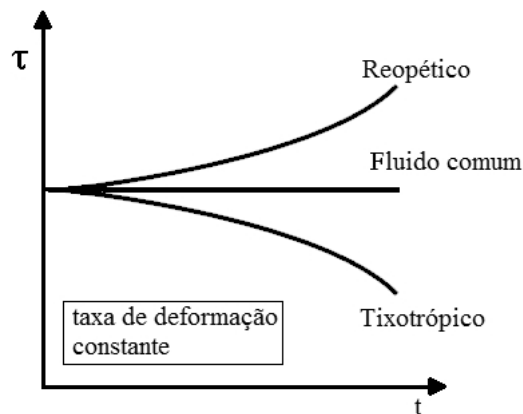 τ
Reopético
Fluido comum
Tixotrópico
taxa de deformação
constante
t